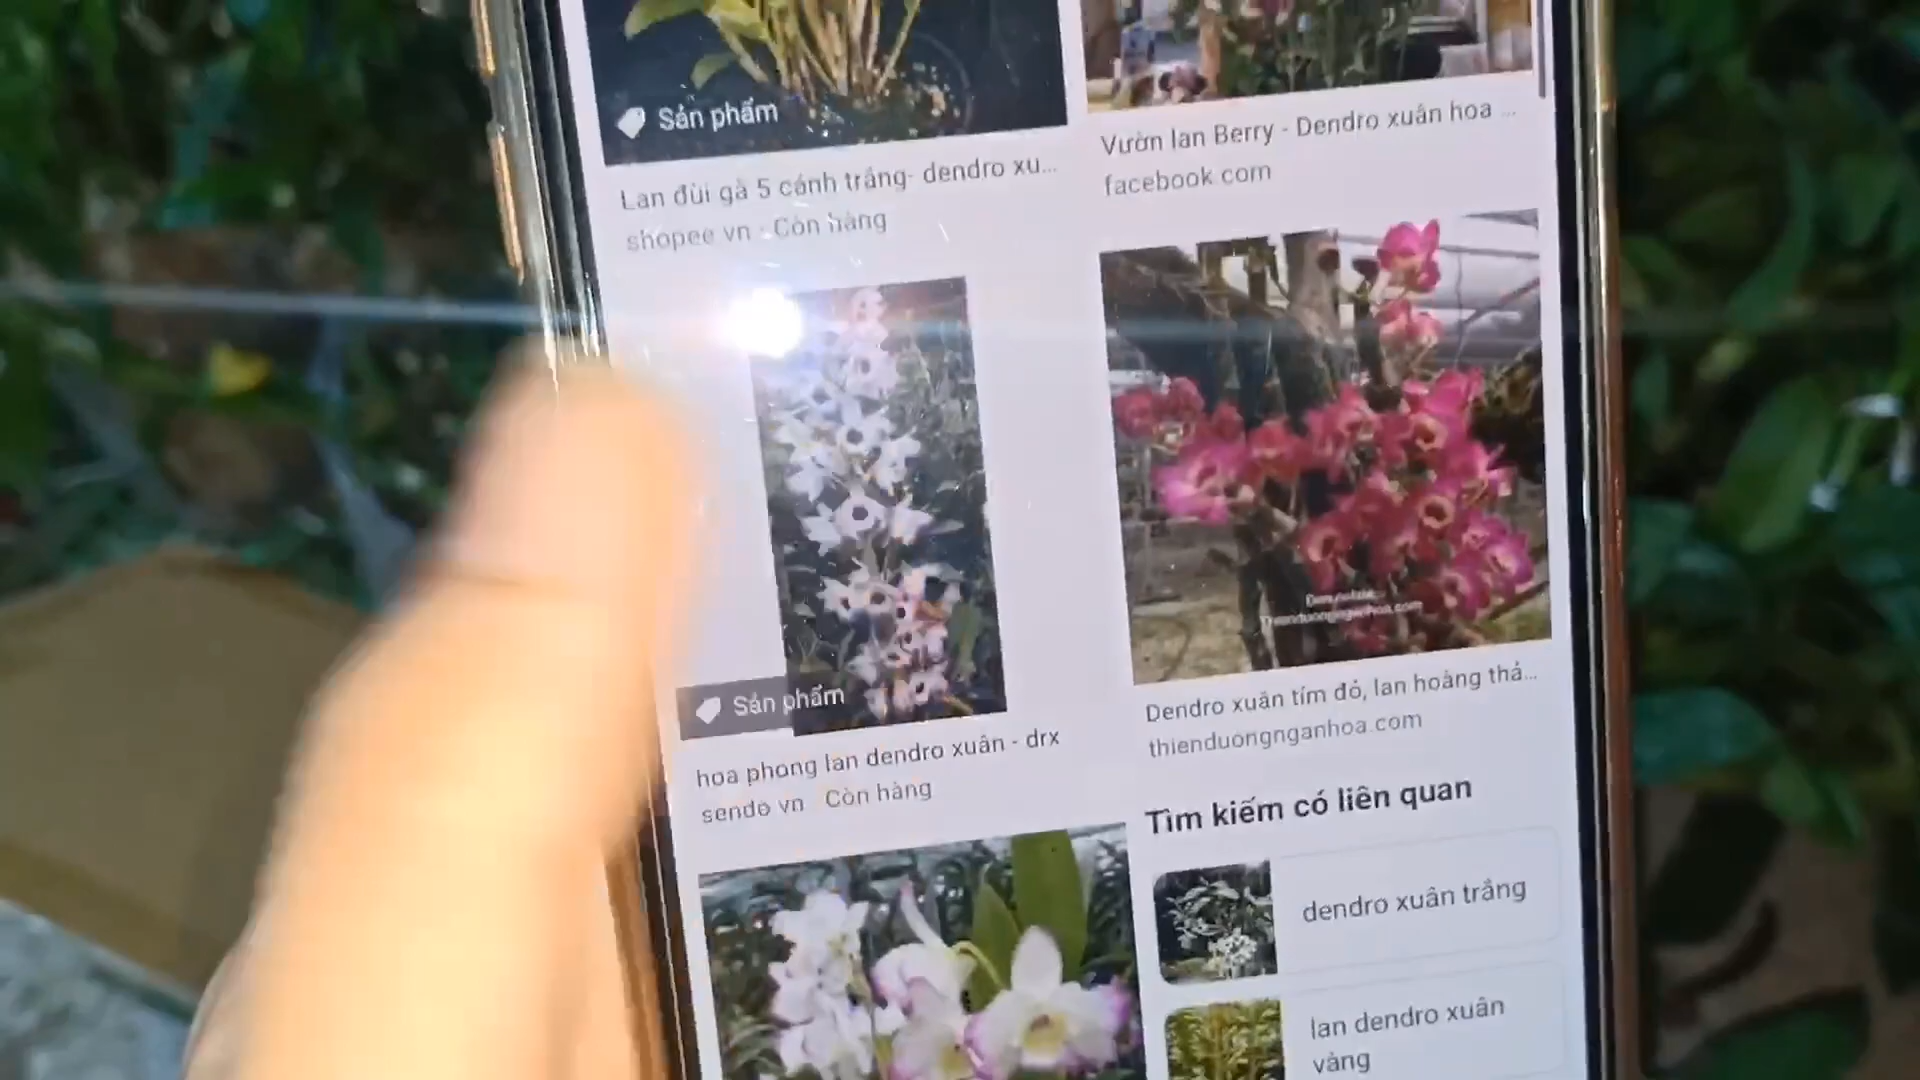 Sản phẩm
Lan đùi gà 5 cánh trắng- dendro xu...
shopee vn · Còn hàng
Vườn lan Berry - Dendro xuân hoa ...
facebook.com
Sản phẩm
hoa phong lan dendro xuân - drx
sendo vn Còn hàng
Dendro xuân tím đỏ, lan hoàng thả...
thienduongnganhoa.com
Tìm kiếm có liên quan
dendro xuân trắng
lan dendro xuân
vàng